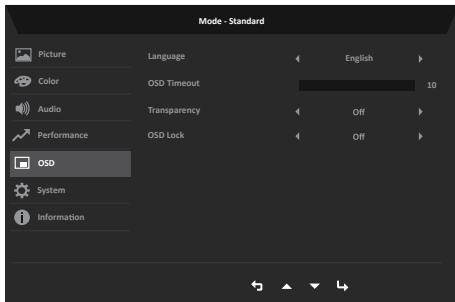 Mode - Standard
Picture
Color
Audio
Performance
OSD
System
Information
Language English
OSD Timeout 10
Transparency Off
OSD Lock Off